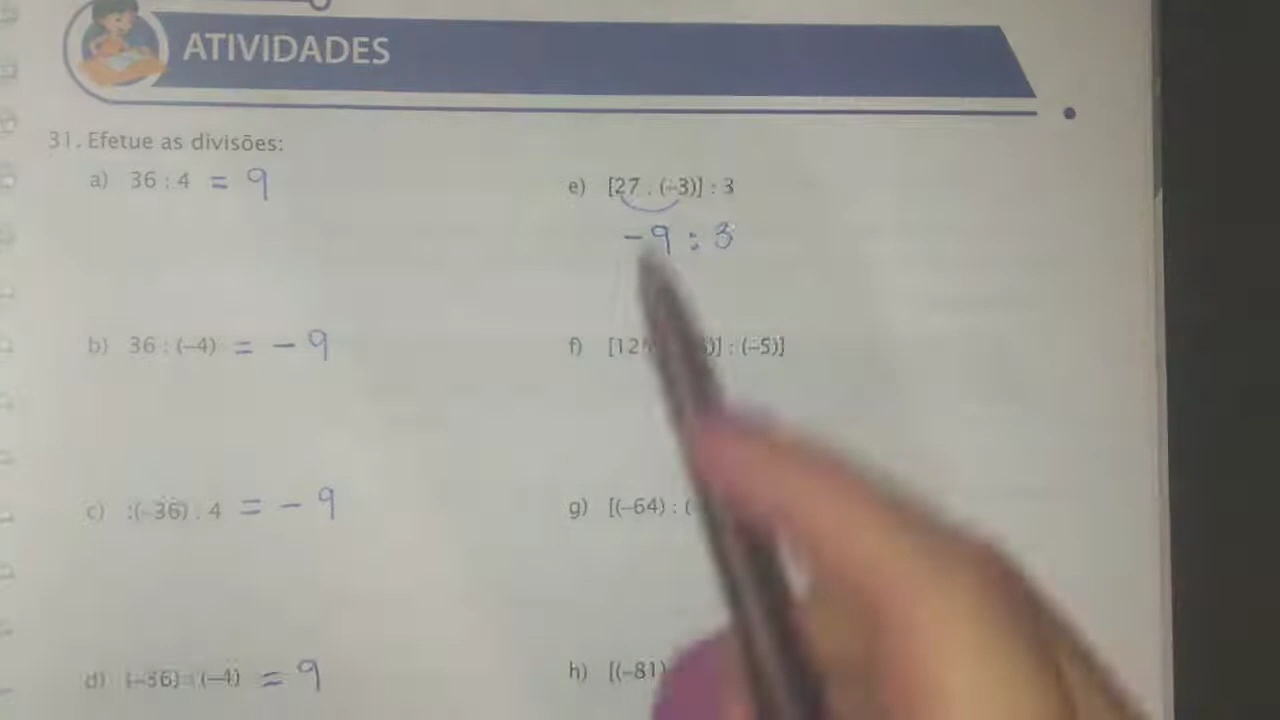 ATIVIDADES
31. Efetue as divisões:
a) 36 : 4 = 9
b) 36 : (–4) = – 9
c) :(–36) : 4 = – 9
d) (–36) : (–4) = 9
e) [27 : (–3)] : 3
– 9 : 3
f) [12 )] : (–5)]
g) [(–64) : (
h) [(–81)